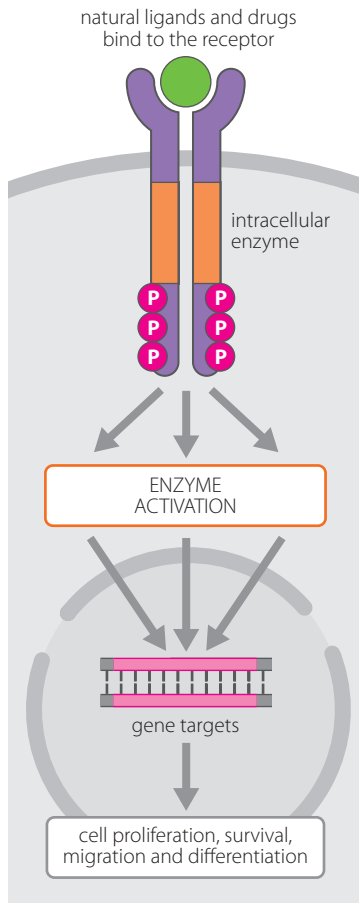 natural ligands and drugs
bind to the receptor
intracellular
enzyme
P P
P P
P P
ENZYME
ACTIVATION
gene targets
cell proliferation, survival,
migration and differentiation